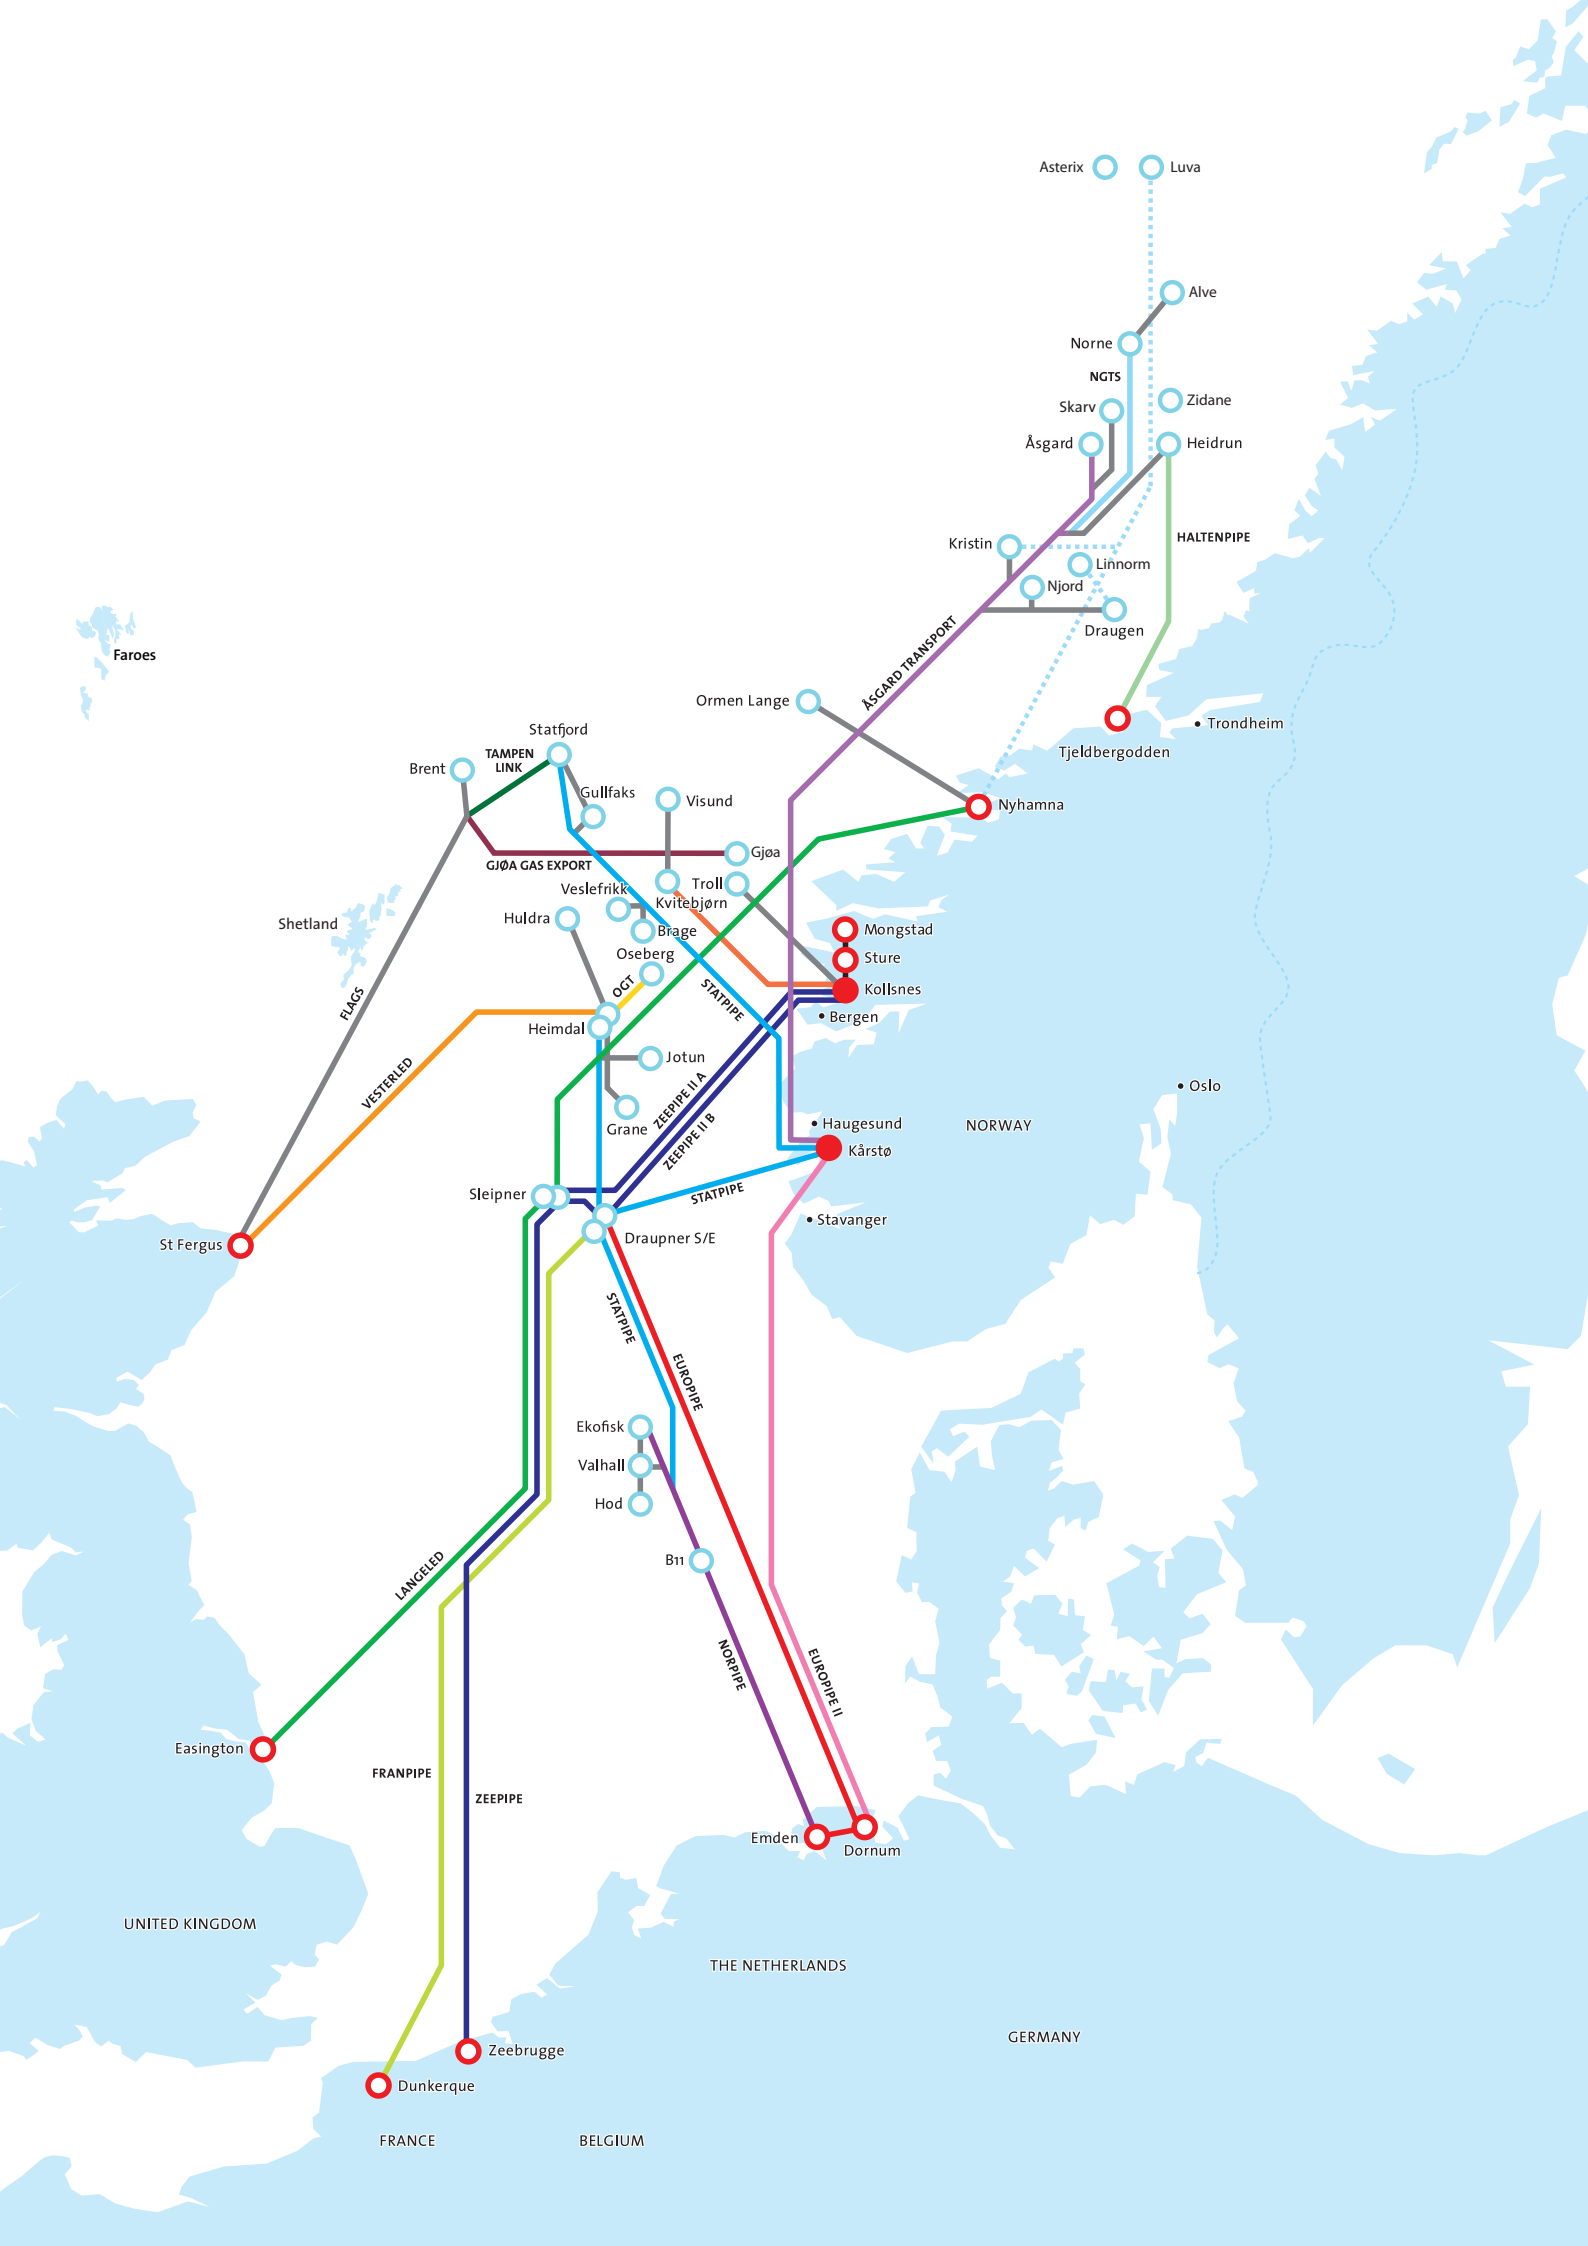 Asterix
Luva
Alve
Norne
NGTS
Zidane
Skarv
Åsgard
Heidrun
HALTENPIPE
Kristin
Linnorm
Njord
Draugen
ÅSGARD TRANSPORT
Faroes
Ormen Lange
Trondheim
Tjeldbergodden
Statfjord
TAMPEN
LINK
Brent
Gullfaks
Visund
Nyhamna
Gjøa
GJØA GAS EXPORT
Veslefrikk
Troll
Kvitebjørn
Huldra
Shetland
Brage
Mongstad
Oseberg
Sture
OGT
STATPIPE
Kollsnes
FLAGS
Bergen
Heimdal
Jotun
VESTERLED
ZEEPIPE II A
Oslo
Grane
ZEEPIPE II B
Haugesund
NORWAY
Kårstø
Sleipner
STATPIPE
Stavanger
St Fergus
Draupner S/E
STATPIPE
EUROPIPE
Ekofisk
Valhall
Hod
B11
LANGELED
NORPIPE
EUROPIPE II
Easington
FRANPIPE
ZEEPIPE
Emden
Dornum
UNITED KINGDOM
THE NETHERLANDS
GERMANY
Zeebrugge
Dunkerque
FRANCE
BELGIUM